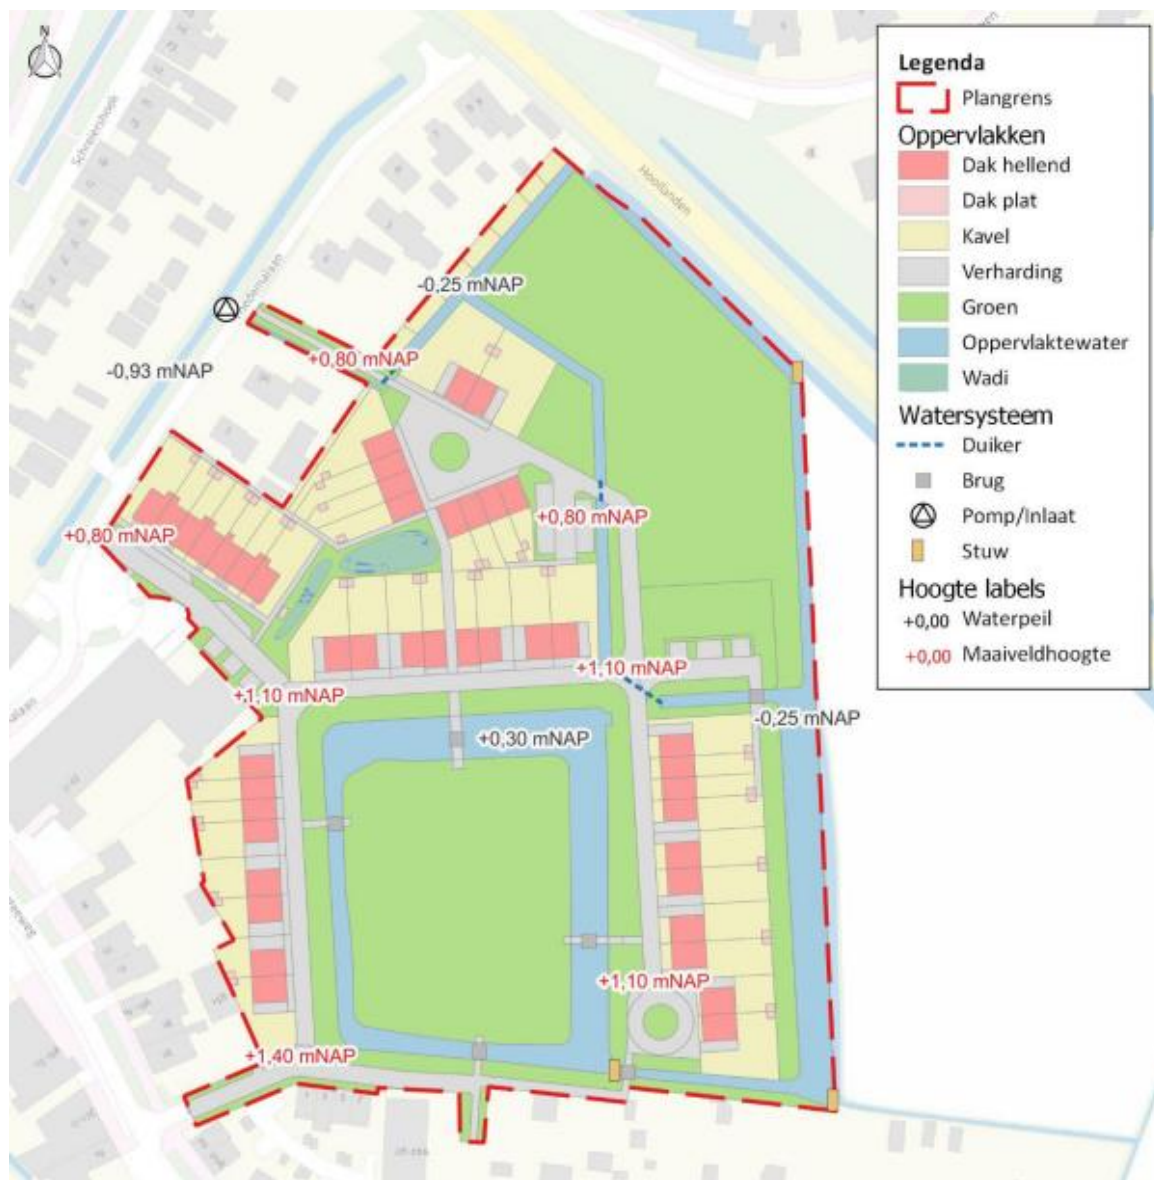 N
Legenda
Plangrens
Oppervlakken
Dak hellend
Dak plat
Kavel
Verharding
Groen
Oppervlaktewater
Wadi
Watersysteem
Duiker
Brug
Pomp/Inlaat
Stuw
Hoogte labels
+0,00 Waterpeil
+0,00 Maaiveldhoogte
Hoollanden
-0,25 mNAP
+0,80 mNAP
-0,93 mNAP
+0,80 mNAP
+0,80 mNAP
+1,10 mNAP
+1,10 mNAP
-0,25 mNAP
+0,30 mNAP
+1,10 mNAP
+1,40 mNAP